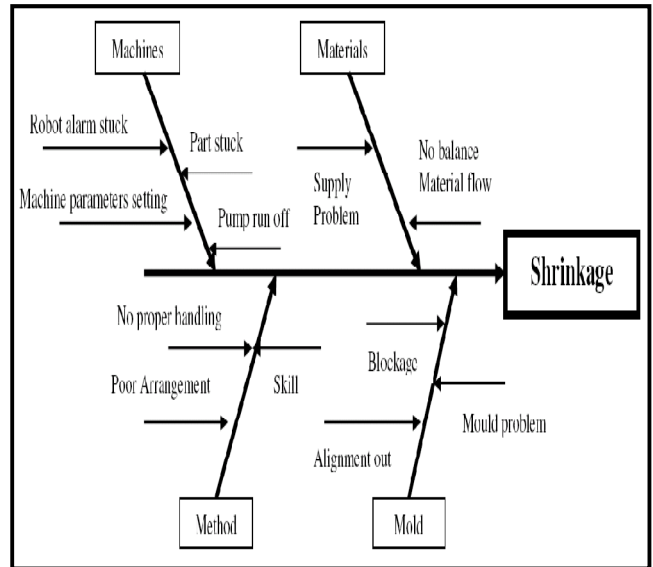 Machines
Materials
Robot alarm stuck
Part stuck
No balance
Material flow
Supply
Problem
Machine parameters setting
Pump run off
Shrinkage
No proper handling
Blockage
Poor Arrangement
Skill
Mould problem
Alignment out
Method
Mold